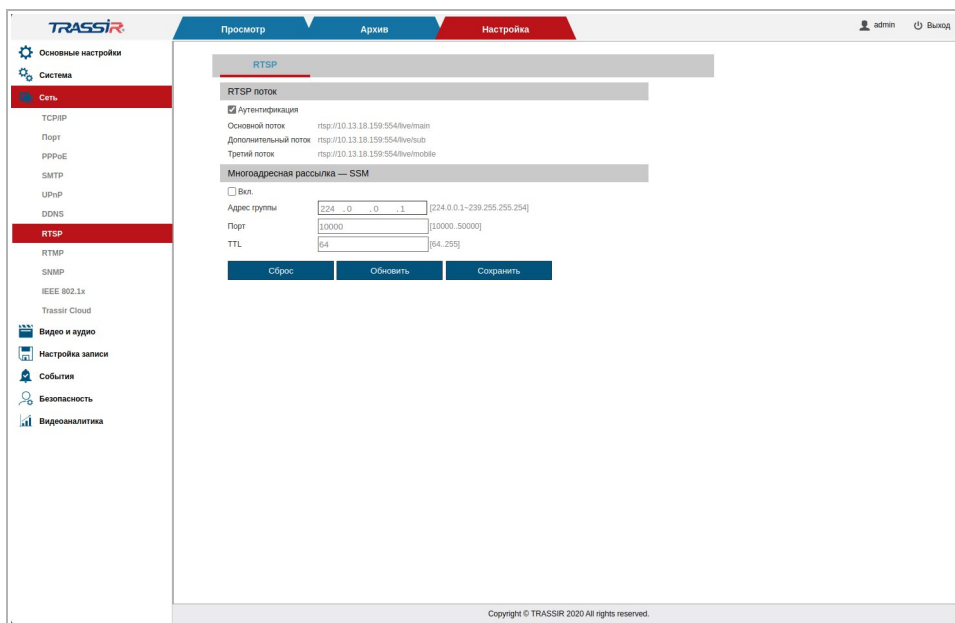 TRASSIR
Просмотр
Архив
Настройка
admin
Выход
Основные настройки
Система
Сеть
TCP/IP
Порт
PPPoE
SMTP
UPnP
DDNS
RTSP
RTMP
SNMP
IEEE 802.1x
Trassir Cloud
Видео и аудио
Настройка записи
События
Безопасность
Видеоаналитика
RTSP
RTSP поток
Аутентификация
Основной поток rtsp://10.13.18.159:554/live/main
Дополнительный поток rtsp://10.13.18.159:554/live/sub
Третий поток rtsp://10.13.18.159:554/live/mobile
Многоадресная рассылка — SSM
Вкл.
Адрес группы 224 .0 .0 .1 [224.0.0.1~239.255.255.254]
Порт 10000 [10000..50000]
TTL 64 [64..255]
Сброс Обновить Сохранить
Copyright © TRASSIR 2020 All rights reserved.